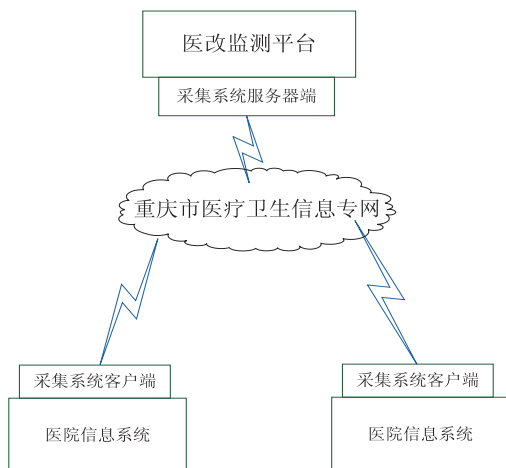 医改监测平台
采集系统服务器端
重庆市医疗卫生信息专网
采集系统客户端
医院信息系统
采集系统客户端
医院信息系统